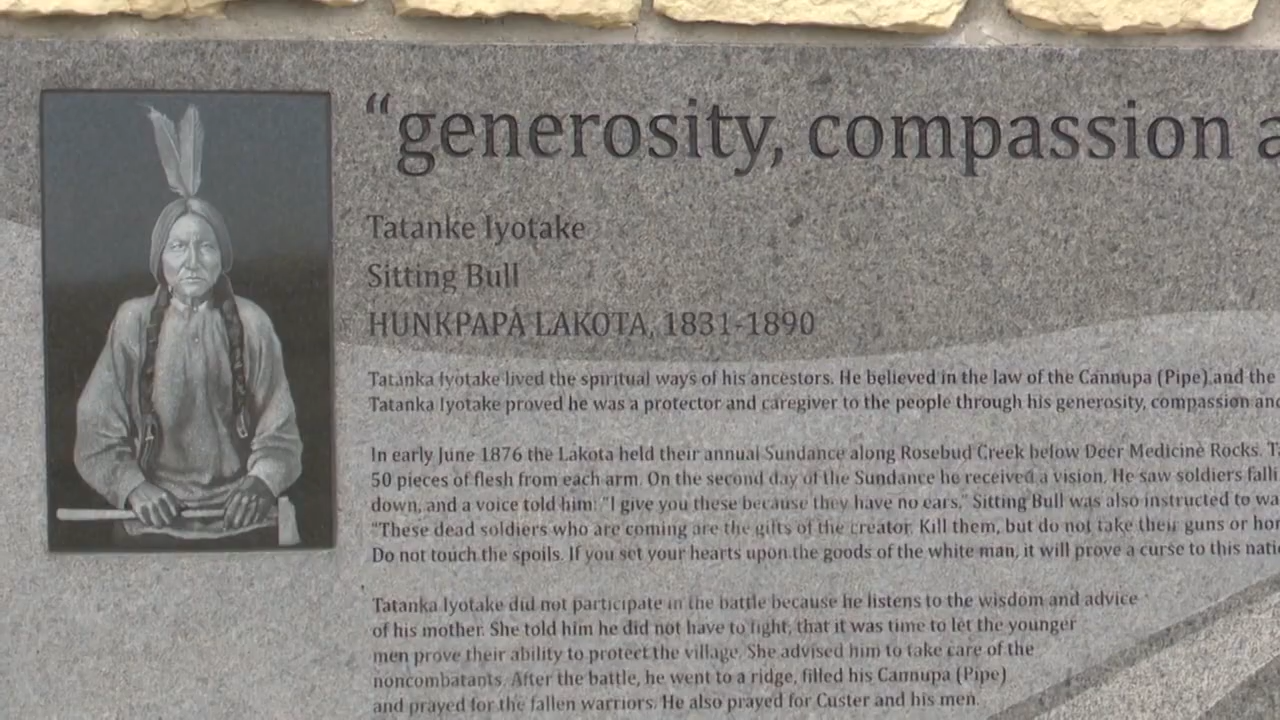 “generosity, compassion a
Tatanke Iyotake
Sitting Bull
HUNKPAPA LAKOTA, 1831-1890
Tatanka Iyotake lived the spiritual ways of his ancestors. He believed in the law of the Cannupa (Pipe) and the
Tatanka Iyotake proved he was a protector and caregiver to the people through his generosity, compassion and
In early June 1876 the Lakota held their annual Sundance along Rosebud Creek below Deer Medicine Rocks. Ta
50 pieces of flesh from each arm. On the second day of the Sundance he received a vision. He saw soldiers falli
down, and a voice told him: "I give you these because they have no ears." Sitting Bull was also instructed to wa
"These dead soldiers who are coming are the gifts of the creator. Kill them, but do not take their guns or hor
Do not touch the spoils. If you set your hearts upon the goods of the white man, it will prove a curse to this natio
Tatanka Iyotake did not participate in the battle because he listens to the wisdom and advice
of his mother. She told him he did not have to fight, that it was time to let the younger
men prove their ability to protect the village. She advised him to take care of the
noncombatants. After the battle, he went to a ridge, filled his Cannupa (Pipe)
and prayed for the fallen warriors. He also prayed for Custer and his men.